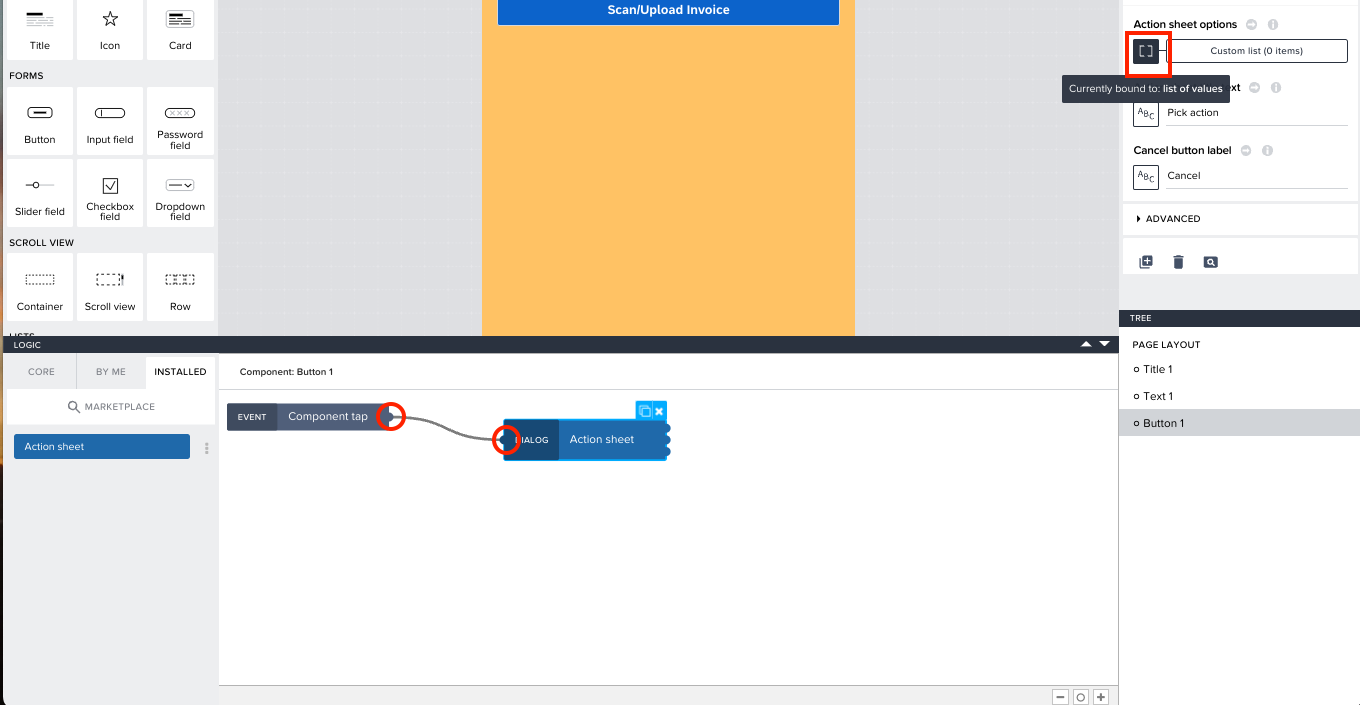 Title
Icon
Card
FORMS
Button
Input field
Password
field
Slider field
Checkbox
field
Dropdown
field
SCROLL VIEW
Container
Scroll view
Row
LISTS
Scan/Upload Invoice
Action sheet options
Custom list (0 items)
Currently bound to: list of values
ext
ABC
Pick action
Cancel button label
ABC
Cancel
ADVANCED
TREE
PAGE LAYOUT
Title 1
Text 1
Button 1
LOGIC
CORE
BY ME
INSTALLED
MARKETPLACE
Action sheet
Component: Button 1
EVENT
Component tap
DIALOG
Action sheet